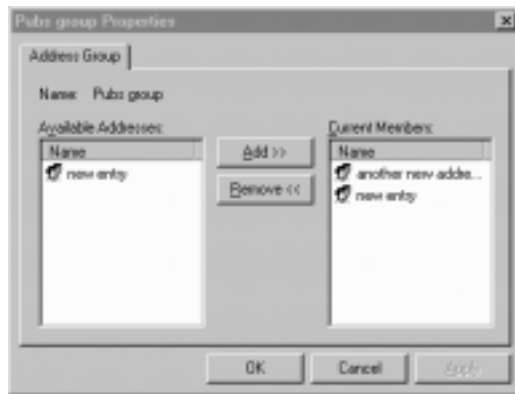 Pubs group Properties
Address Group
Name: Pubs group
Available Addresses:
Name
new entry
Add >>
Remove <<
Current Members:
Name
another new addre...
new entry
OK
Cancel
Apply